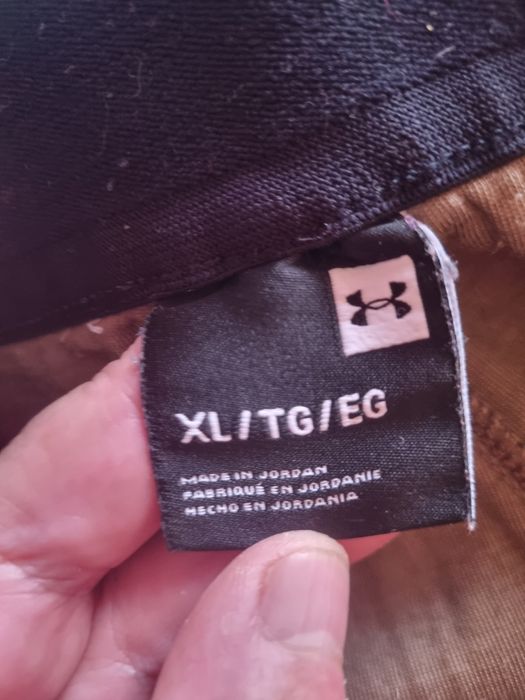 XL/TG/EG
MADE IN JORDAN
FABRIQUÉ EN JORDANIE
HECHO EN JORDANIA